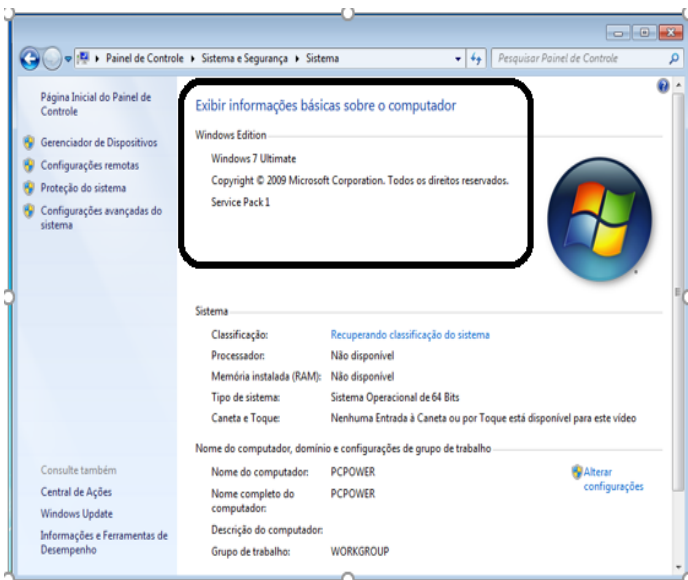 Painel de Controle ▸ Sistema e Segurança ▸ Sistema
Pesquisar Painel de Controle
Página Inicial do Painel de
Controle
Gerenciador de Dispositivos
Configurações remotas
Proteção do sistema
Configurações avançadas do
sistema
Consulte também
Central de Ações
Windows Update
Informações e Ferramentas de
Desempenho
Exibir informações básicas sobre o computador
Windows Edition
Windows 7 Ultimate
Copyright © 2009 Microsoft Corporation. Todos os direitos reservados.
Service Pack 1
Sistema
Classificação: Recuperando classificação do sistema
Processador: Não disponível
Memória instalada (RAM): Não disponível
Tipo de sistema: Sistema Operacional de 64 Bits
Caneta e Toque: Nenhuma Entrada à Caneta ou por Toque está disponível para este vídeo
Nome do computador, domínio e configurações de grupo de trabalho
Nome do computador: PCPOWER
Nome completo do
computador: PCPOWER
Descrição do computador:
Grupo de trabalho: WORKGROUP
Alterar
configurações